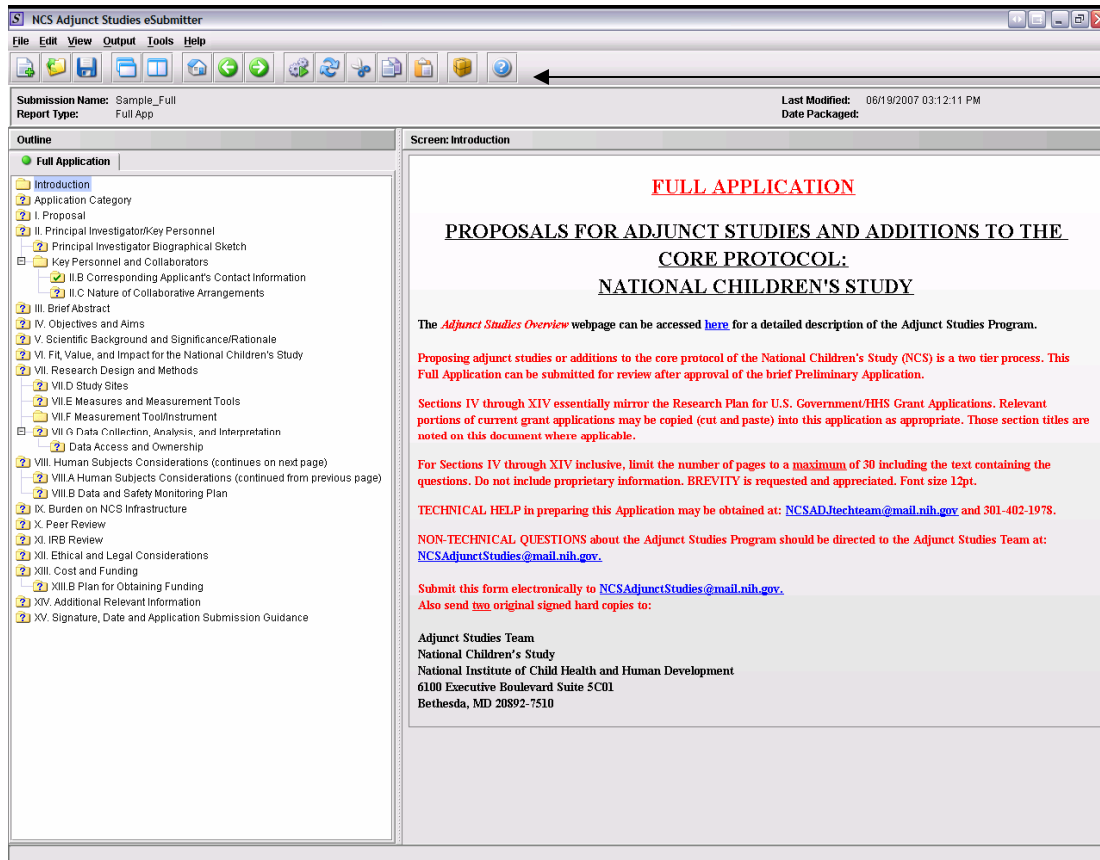 NCS Adjunct Studies eSubmitter
File Edit View Output Tools Help
Submission Name: Sample_Full
Last Modified: 06/19/2007 03:12:11 PM
Report Type: Full App
Date Packaged:
Outline
Full Application
Introduction
Application Category
I. Proposal
II. Principal Investigator/Key Personnel
Principal Investigator Biographical Sketch
Key Personnel and Collaborators
II.B Corresponding Applicant's Contact Information
II.C Nature of Collaborative Arrangements
III. Brief Abstract
IV. Objectives and Aims
V. Scientific Background and Significance/Rationale
VI. Fit, Value, and Impact for the National Children's Study
VII. Research Design and Methods
VII.D Study Sites
VII.E Measures and Measurement Tools
VII.F Measurement Tool/Instrument
VII.G Data Collection, Analysis, and Interpretation
Data Access and Ownership
VIII. Human Subjects Considerations (continues on next page)
VIII.A Human Subjects Considerations (continued from previous page)
VIII.B Data and Safety Monitoring Plan
IX. Burden on NCS Infrastructure
X. Peer Review
XI. IRB Review
XII. Ethical and Legal Considerations
XIII. Cost and Funding
XIII.B Plan for Obtaining Funding
XIV. Additional Relevant Information
XV. Signature, Date and Application Submission Guidance
Screen: Introduction
FULL APPLICATION
PROPOSALS FOR ADJUNCT STUDIES AND ADDITIONS TO THE
CORE PROTOCOL:
NATIONAL CHILDREN'S STUDY
The Adjunct Studies Overview webpage can be accessed here for a detailed description of the Adjunct Studies Program.
Proposing adjunct studies or additions to the core protocol of the National Children's Study (NCS) is a two tier process. This
Full Application can be submitted for review after approval of the brief Preliminary Application.
Sections IV through XIV essentially mirror the Research Plan for U.S. Government/HHS Grant Applications. Relevant
portions of current grant applications may be copied (cut and paste) into this application as appropriate. Those section titles are
noted on this document where applicable.
For Sections IV through XIV inclusive, limit the number of pages to a maximum of 30 including the text containing the
questions. Do not include proprietary information. BREVITY is requested and appreciated. Font size 12pt.
TECHNICAL HELP in preparing this Application may be obtained at: NCSADJtechteam@mail.nih.gov and 301-402-1978.
NON-TECHNICAL QUESTIONS about the Adjunct Studies Program should be directed to the Adjunct Studies Team at:
NCSAdjunctStudies@mail.nih.gov.
Submit this form electronically to NCSAdjunctStudies@mail.nih.gov.
Also send two original signed hard copies to:
Adjunct Studies Team
National Children's Study
National Institute of Child Health and Human Development
6100 Executive Boulevard Suite 5C01
Bethesda, MD 20892-7510